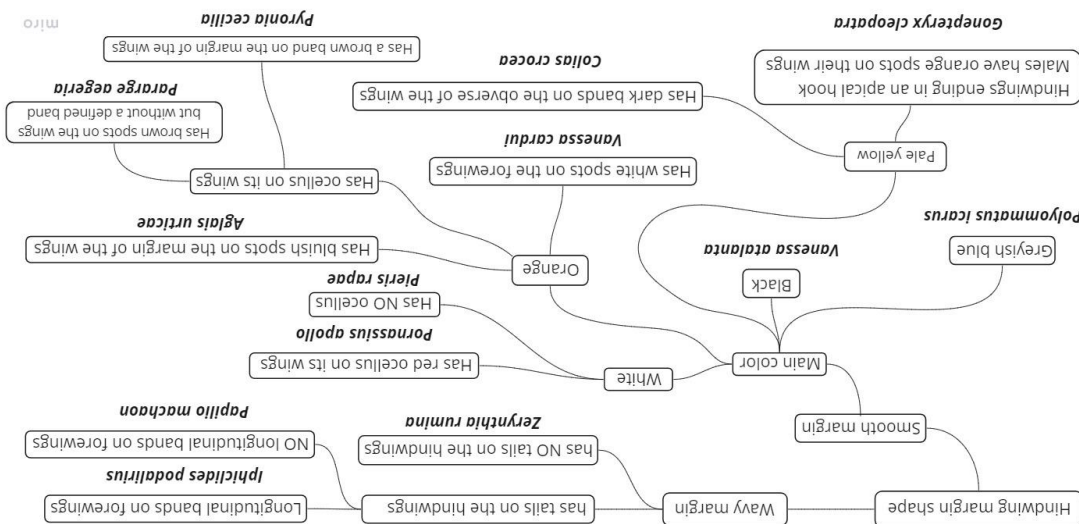 Hindwing margin shape
Wavy margin
has tails on the hindwings
Longitudinal bands on forewings
Iphiclides podalirius
NO longitudinal bands on forewings
Papilio machaon
has NO tails on the hindwings
Zerynthia rumina
Smooth margin
Main color
White
Has red ocellus on its wings
Pornassius apollo
Has NO ocellus
Pieris rapae
Greyish blue
Polyommatus icarus
Black
Vanessa atalanta
Orange
Has bluish spots on the margin of the wings
Aglais urticae
Has white spots on the forewings
Vanessa cardui
Has ocellus on its wings
Has brown spots on the wings
but without a defined band
Pararge aegeria
Has a brown band on the margin of the wings
Pyronia cecilia
Pale yellow
Has dark bands on the obverse of the wings
Colias crocea
Hindwings ending in an apical hook
Males have orange spots on their wings
Gonepteryx cleopatra
miro